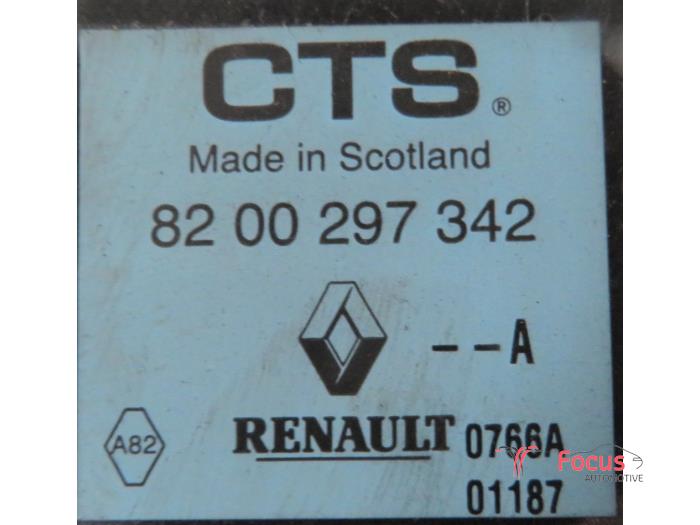 CTS®
Made in Scotland
82 00 297 342
--A
A82
RENAULT 0766A
01187
Focus
AUTOMOTIVE